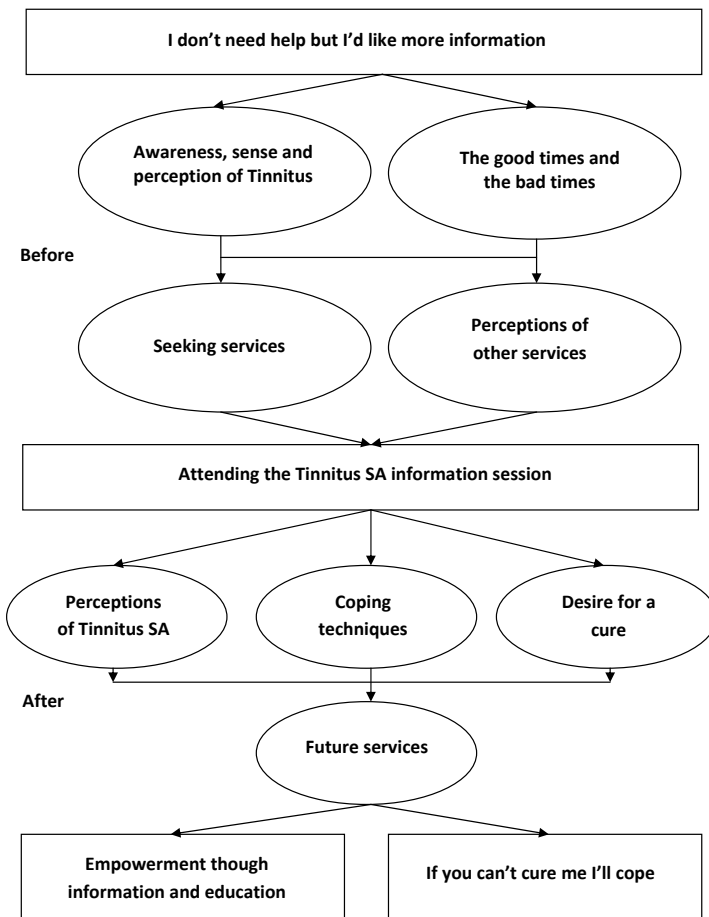 I don't need help but I'd like more information
Awareness, sense and
perception of Tinnitus
The good times and
the bad times
Before
Seeking services
Perceptions of
other services
Attending the Tinnitus SA information session
Perceptions
of Tinnitus SA
Coping
techniques
Desire for a
cure
After
Future services
Empowerment though
information and education
If you can't cure me I'll cope